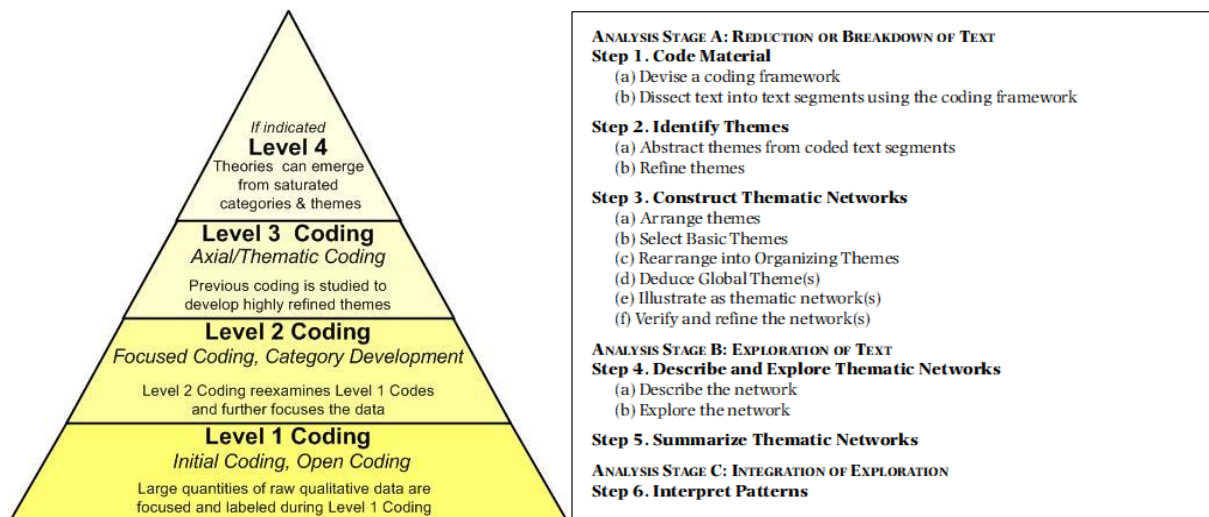 If indicated
Level 4
Theories can emerge
from saturated
categories & themes
Level 3 Coding
Axial/Thematic Coding
Previous coding is studied to
develop highly refined themes
Level 2 Coding
Focused Coding, Category Development
Level 2 Coding reexamines Level 1 Codes
and further focuses the data
Level 1 Coding
Initial Coding, Open Coding
Large quantities of raw qualitative data are
focused and labeled during Level 1 Coding
ANALYSIS STAGE A: REDUCTION OR BREAKDOWN OF TEXT
Step 1. Code Material
(a) Devise a coding framework
(b) Dissect text into text segments using the coding framework
Step 2. Identify Themes
(a) Abstract themes from coded text segments
(b) Refine themes
Step 3. Construct Thematic Networks
(a) Arrange themes
(b) Select Basic Themes
(c) Rearrange into Organizing Themes
(d) Deduce Global Theme(s)
(e) Illustrate as thematic network(s)
(f) Verify and refine the network(s)
ANALYSIS STAGE B: EXPLORATION OF TEXT
Step 4. Describe and Explore Thematic Networks
(a) Describe the network
(b) Explore the network
Step 5. Summarize Thematic Networks
ANALYSIS STAGE C: INTEGRATION OF EXPLORATION
Step 6. Interpret Patterns